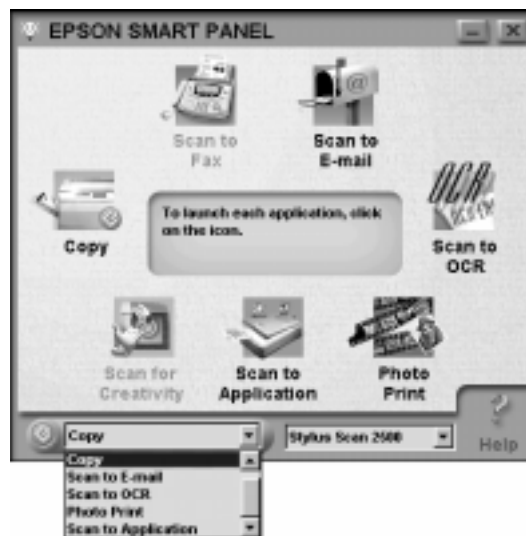 EPSON SMART PANEL
Scan to
Fax
Scan to
E-mail
Copy
To launch each application, click
on the icon.
OCR
Scan to
OCR
Scan for
Creativity
Scan to
Application
Photo
Print
Copy
Stylus Scan 2500
Help
Copy
Scan to E-mail
Scan to OCR
Photo Print
Scan to Application